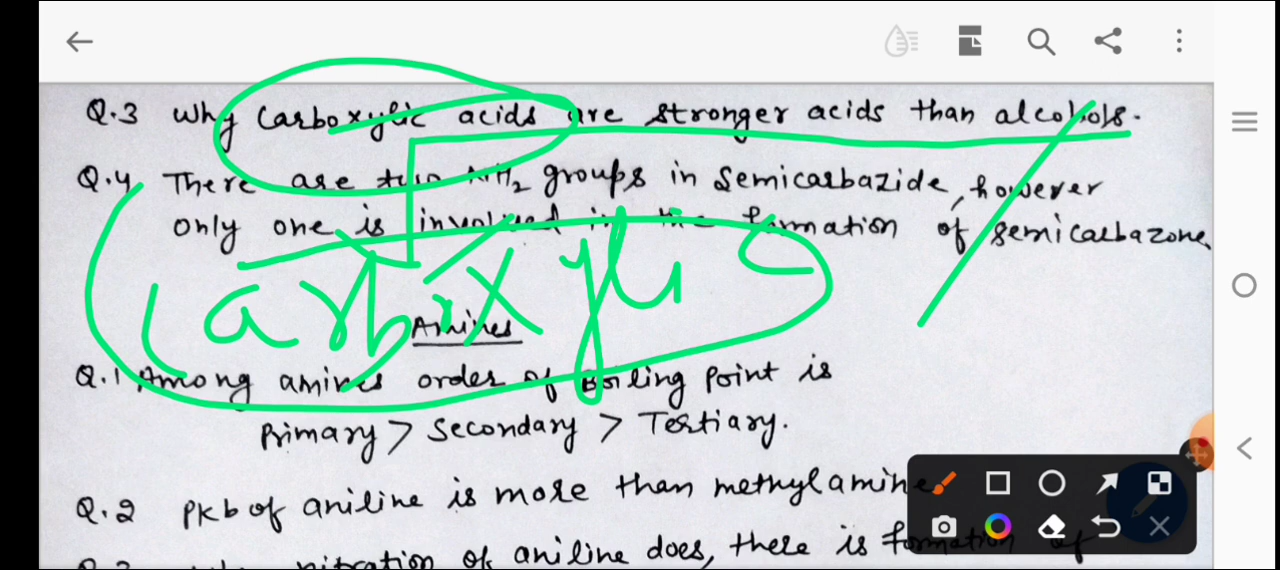 Q.3 Why Carboxylic acids are stronger acids than alcohols.
Q.4 There are two NH2 groups in Semicarbazide, however
only one is involved in the formation of semicarbazone
Carboxylic
Amines
Q.1 Among amines order of Boiling point is
Primary > Secondary > Tertiary.
Q.2 Pkb of aniline is more than methylamine
nitration of aniline does, there is formation of